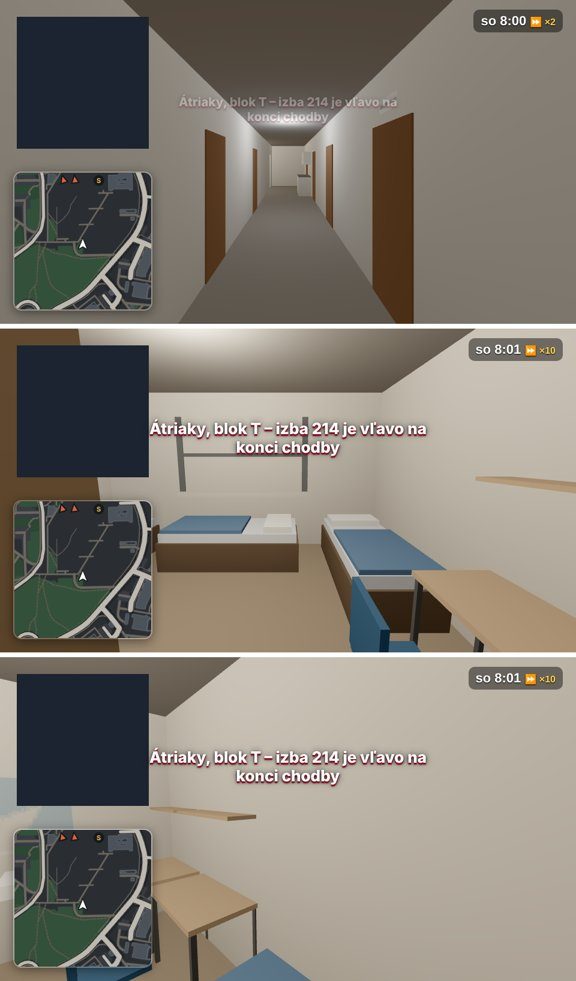 so 8:00 ⏩ ×2
Átriaky, blok T – izba 214 je vľavo na
konci chodby
S
so 8:01 ⏩ ×10
Átriaky, blok T – izba 214 je vľavo na
konci chodby
S
so 8:01 ⏩ ×10
Átriaky, blok T – izba 214 je vľavo na
konci chodby
S